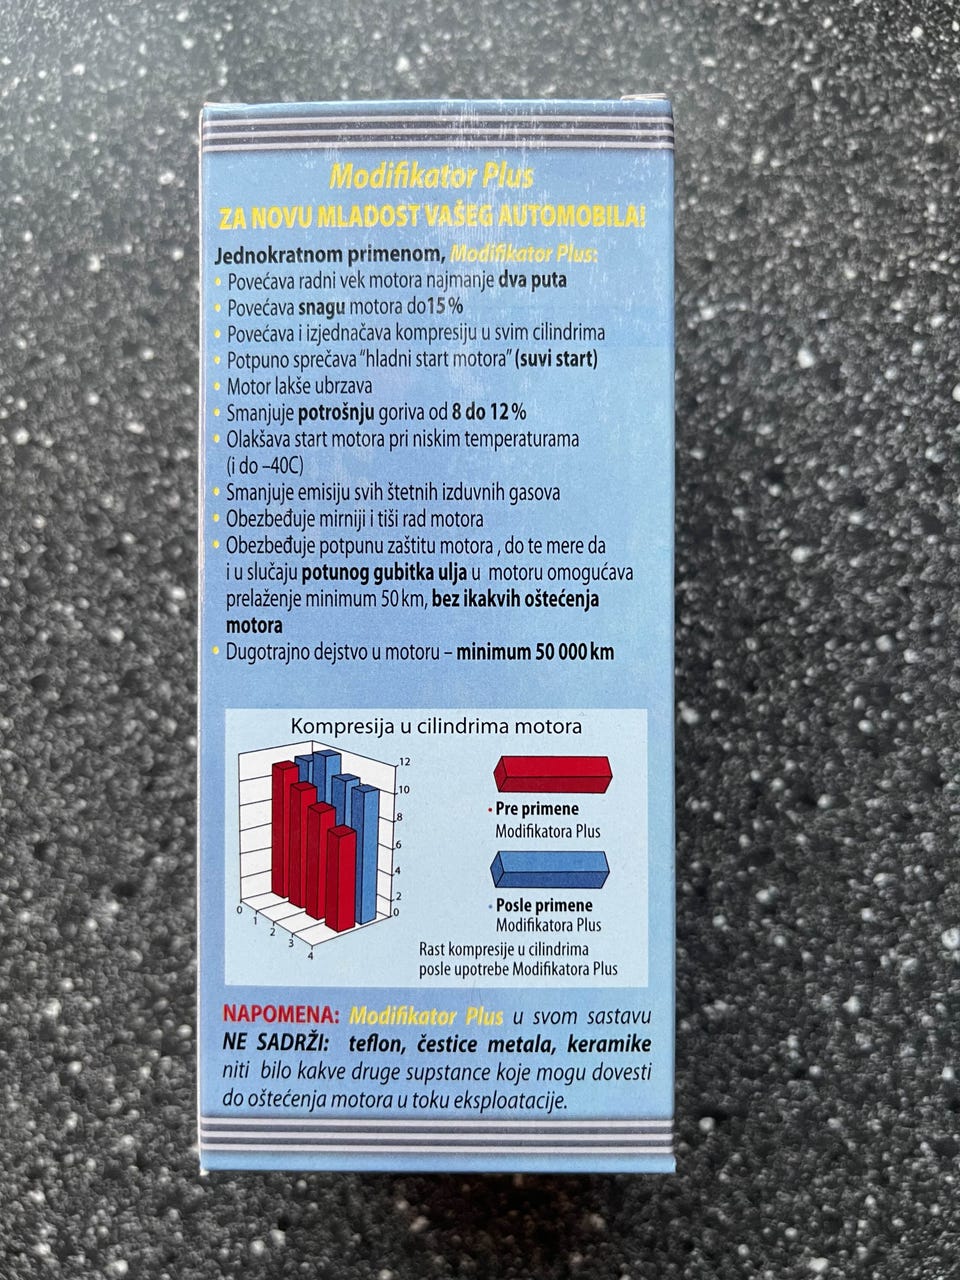 Modifikator Plus
ZA NOVU MLADOST VAŠEG AUTOMOBILA!
Jednokratnom primenom, Modifikator Plus:
• Povećava radni vek motora najmanje dva puta
• Povećava snagu motora do15%
• Povećava i izjednačava kompresiju u svim cilindrima
• Potpuno sprečava "hladni start motora" (suvi start)
• Motor lakše ubrzava
• Smanjuje potrošnju goriva od 8 do 12%
• Olakšava start motora pri niskim temperaturama
(i do –40C)
• Smanjuje emisiju svih štetnih izduvnih gasova
• Obezbeđuje mirniji i tiši rad motora
• Obezbeđuje potpunu zaštitu motora , do te mere da
i u slučaju potunog gubitka ulja u motoru omogućava
prelaženje minimum 50 km, bez ikakvih oštećenja
motora
• Dugotrajno dejstvo u motoru – minimum 50 000 km
Kompresija u cilindrima motora
12
10
8
6
4
2
0
0
1
2
3
4
• Pre primene
Modifikatora Plus
• Posle primene
Modifikatora Plus
Rast kompresije u cilindrima
posle upotrebe Modifikatora Plus
NAPOMENA: Modifikator Plus u svom sastavu
NE SADRŽI: teflon, čestice metala, keramike
niti bilo kakve druge supstance koje mogu dovesti
do oštećenja motora u toku eksploatacije.